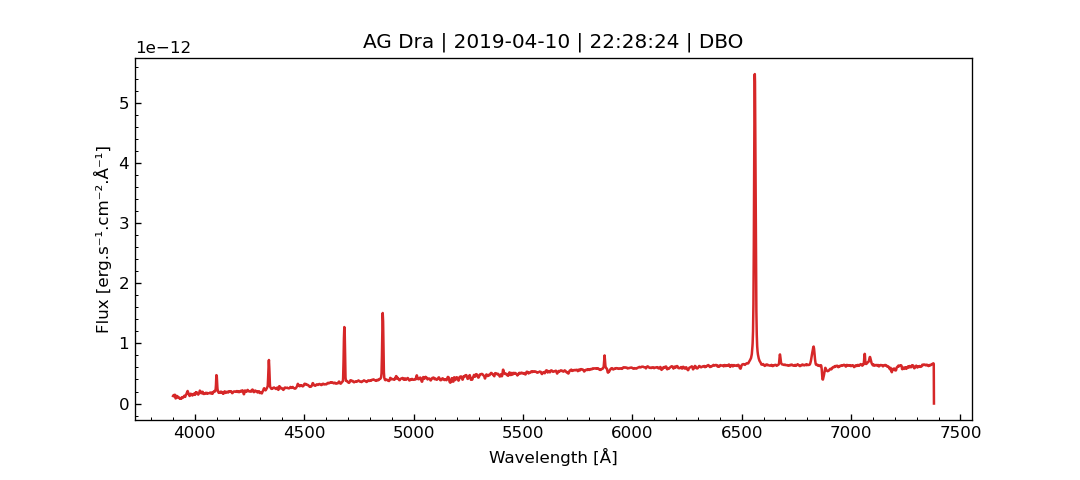 AG Dra | 2019-04-10 | 22:28:24 | DBO
1e−12
5
4
3
2
1
0
Flux [erg.s⁻¹.cm⁻².Å⁻¹]
4000 4500 5000 5500 6000 6500 7000 7500
Wavelength [Å]